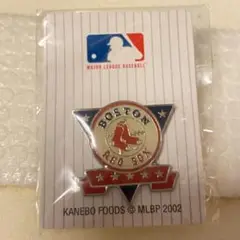 MAJOR LEAGUE BASEBALL
BOSTON
RED SOX
KANEBO FOODS © MLBP 2002